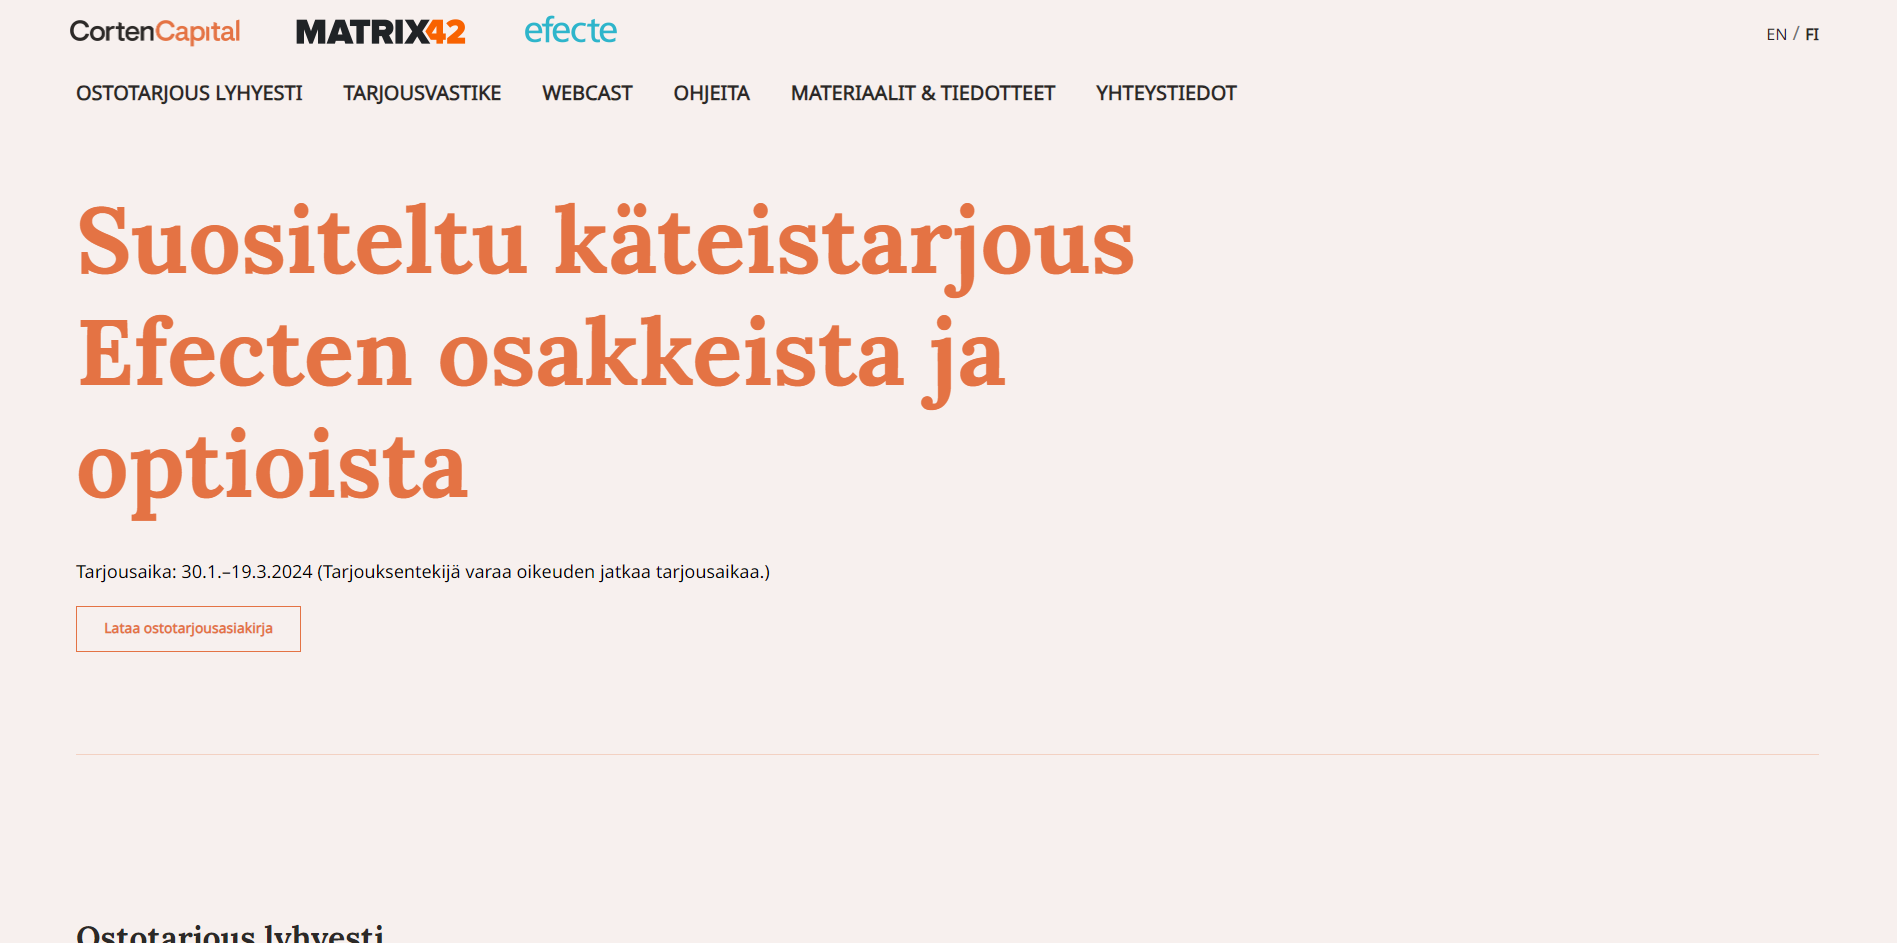 CortenCapital MATRIX42 efecte EN / FI
OSTOTARJOUS LYHYESTI TARJOUSVASTIKE WEBCAST OHJEITA MATERIAALIT & TIEDOTTEET YHTEYSTIEDOT
Suositeltu käteistarjous
Efecten osakkeista ja
optioista
Tarjousaika: 30.1.–19.3.2024 (Tarjouksentekijä varaa oikeuden jatkaa tarjousaikaa.)
Lataa ostotarjousasiakirja
Ostotarjous lyhyesti